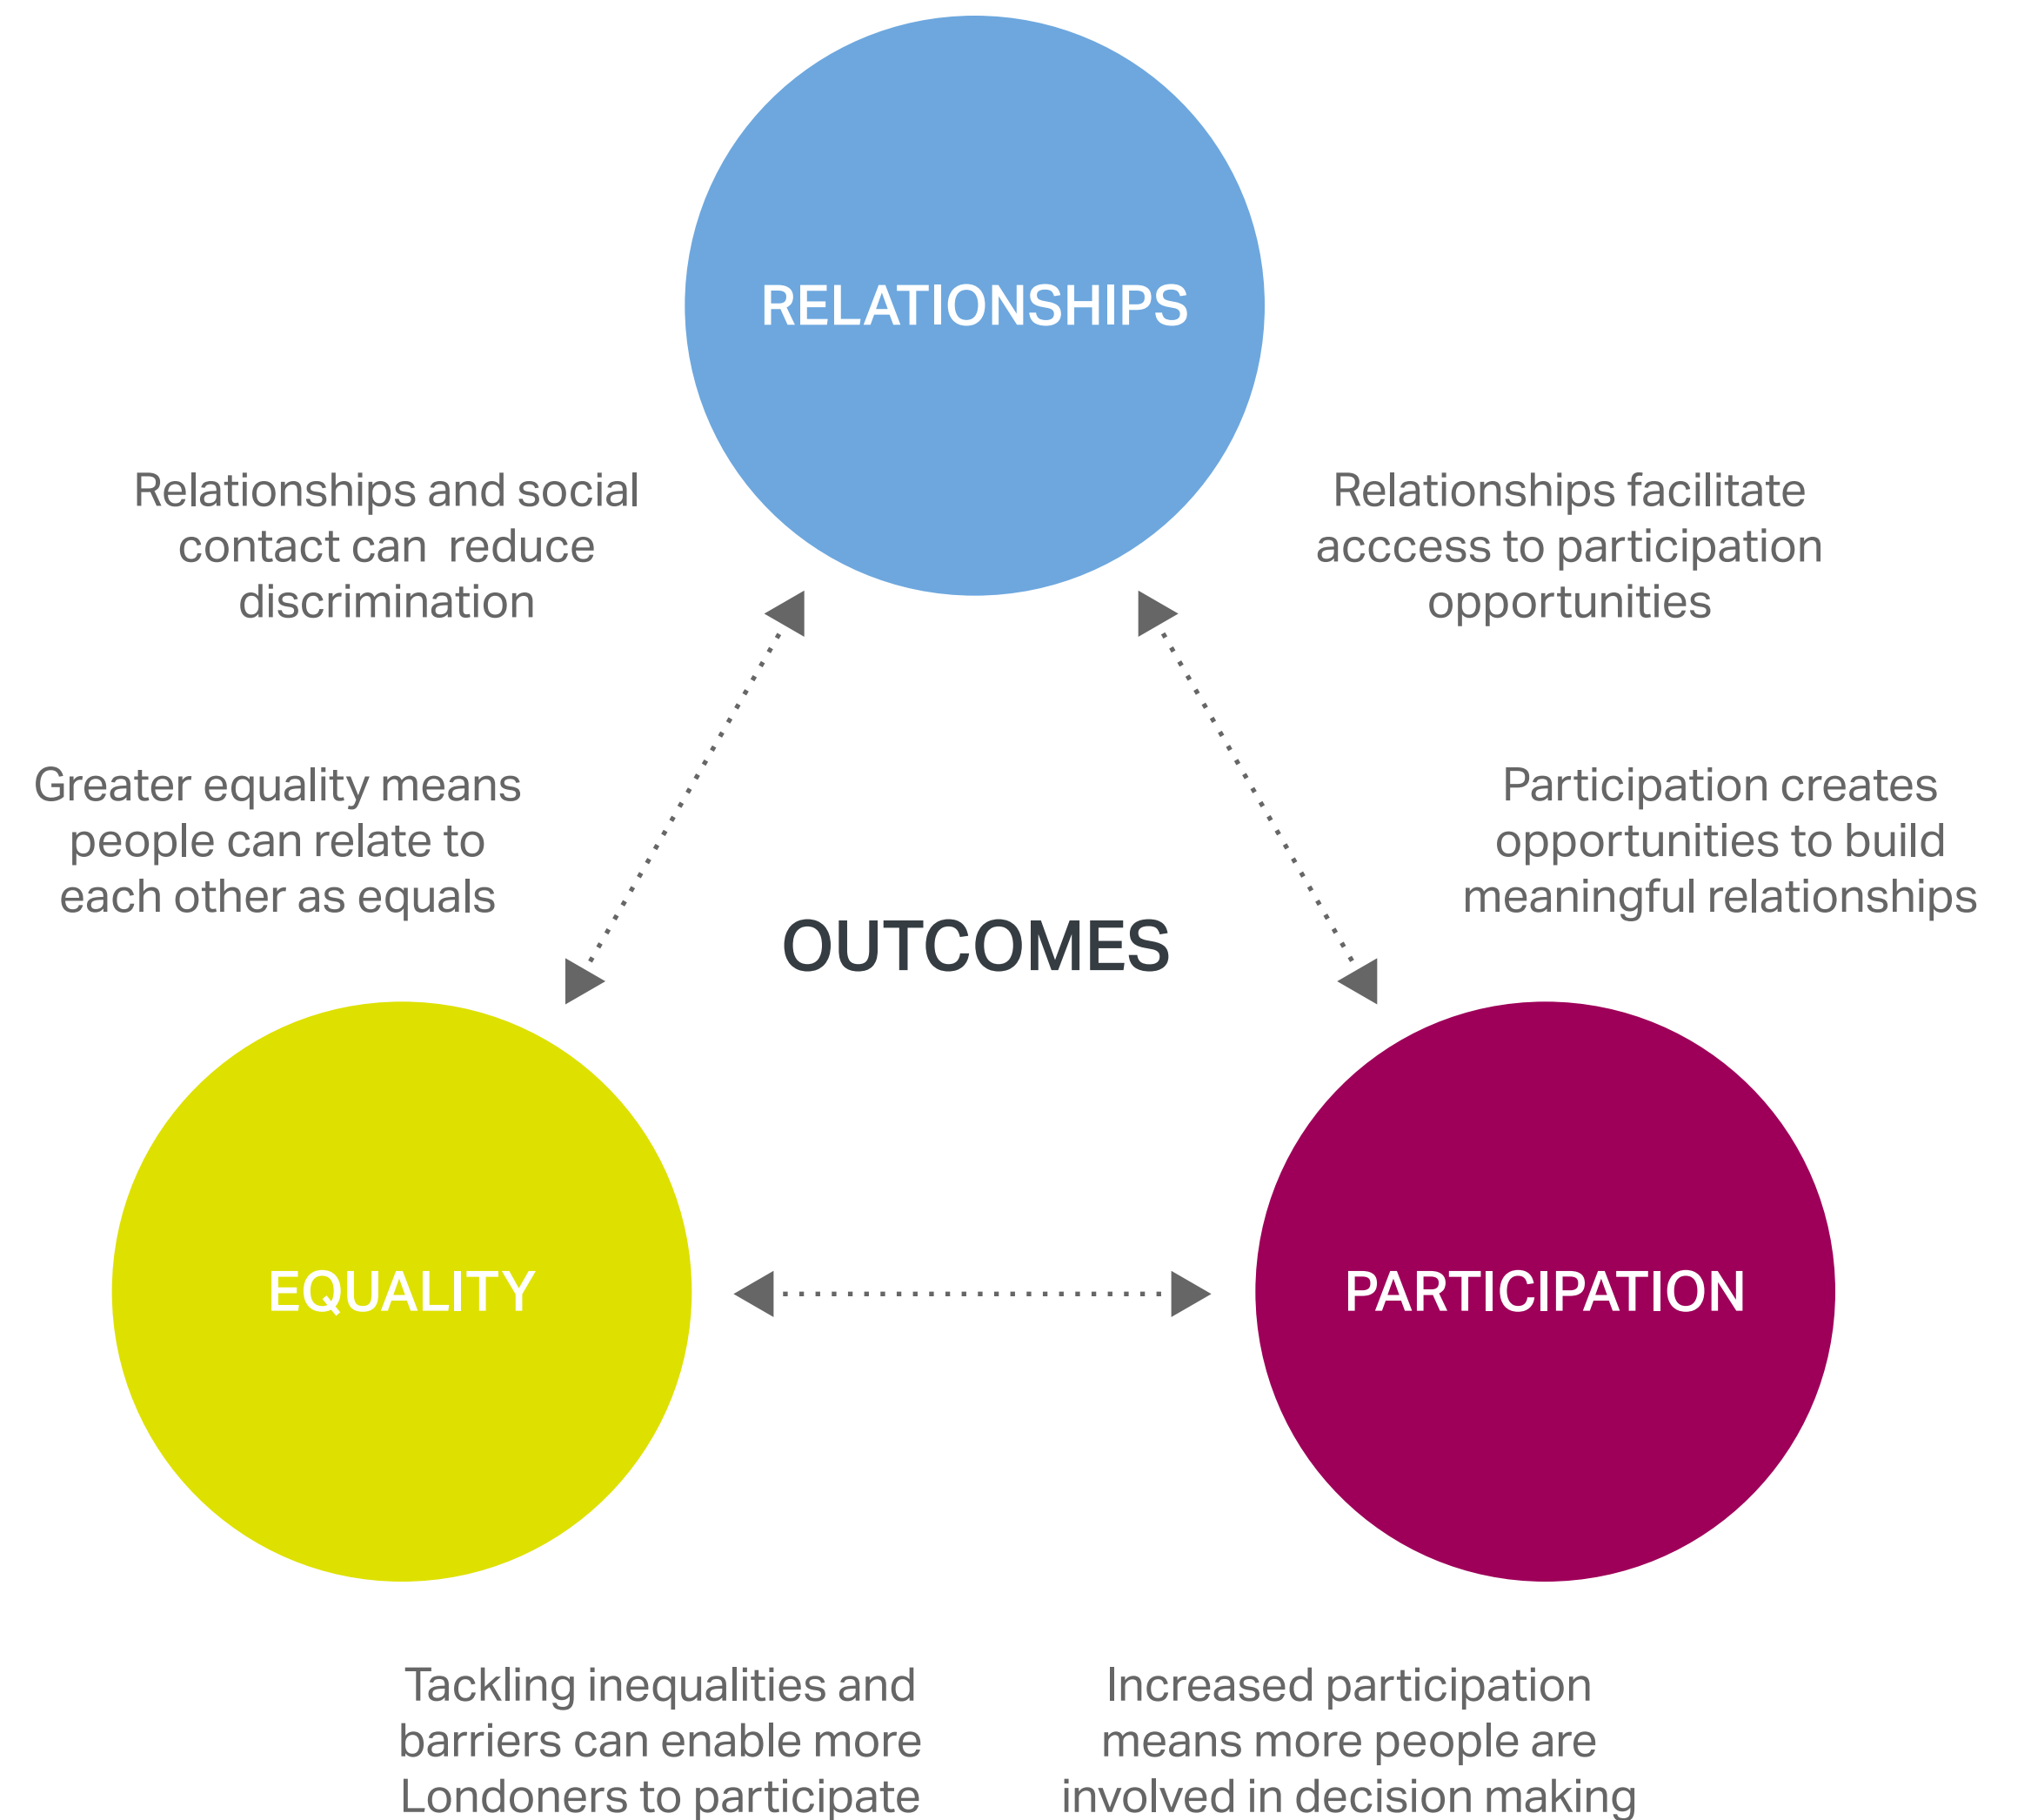 RELATIONSHIPS
Relationships and social
contact can reduce
discrimination
Relationships facilitate
acccess to participation
opportunities
Greater equality means
people can relate to
each other as equals
Participation creates
opportunities to build
meaningful relationships
OUTCOMES
EQUALITY
PARTICIPATION
Tackling inequalities and
barriers can enable more
Londoners to participate
Increased participation
means more people are
involved in decision making